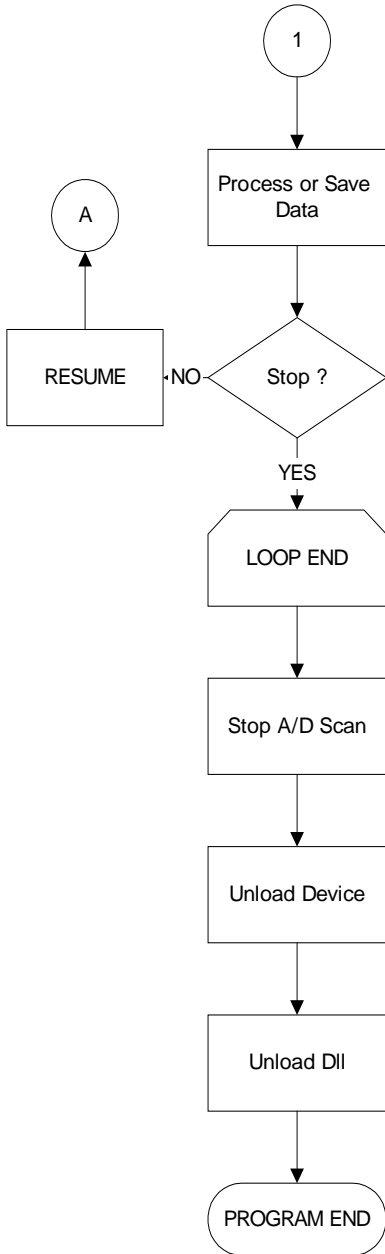 1
Process or Save
Data
A
RESUME
NO
Stop ?
YES
LOOP END
Stop A/D Scan
Unload Device
Unload Dll
PROGRAM END